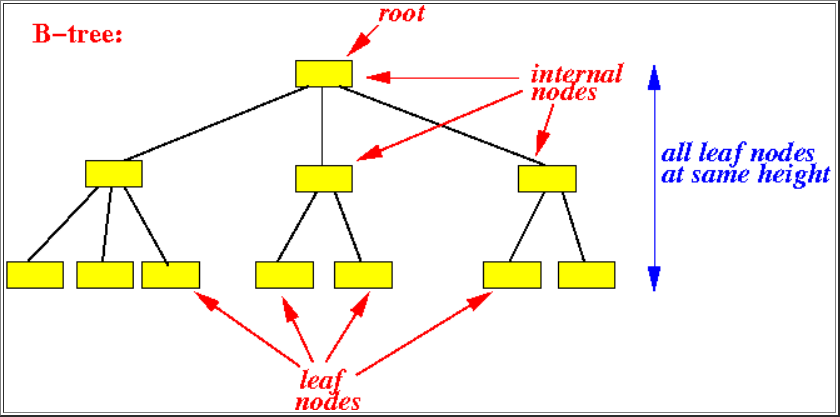 root
B-tree:
internal
nodes
all leaf nodes
at same height
leaf
nodes